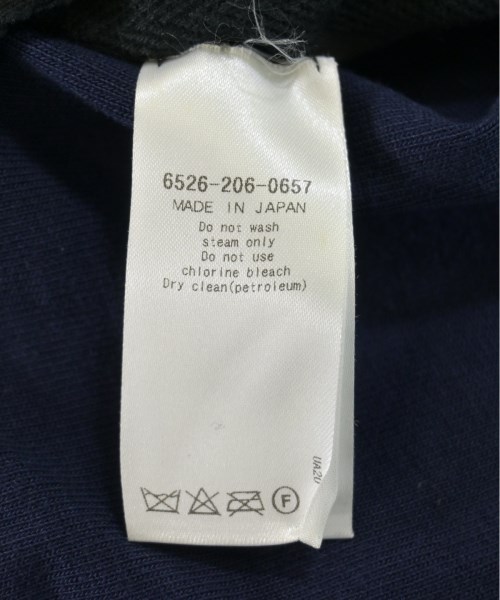 6526-206-0657
MADE IN JAPAN
Do not wash
steam only
Do not use
chlorine bleach
Dry clean(petroleum)
UA20
F